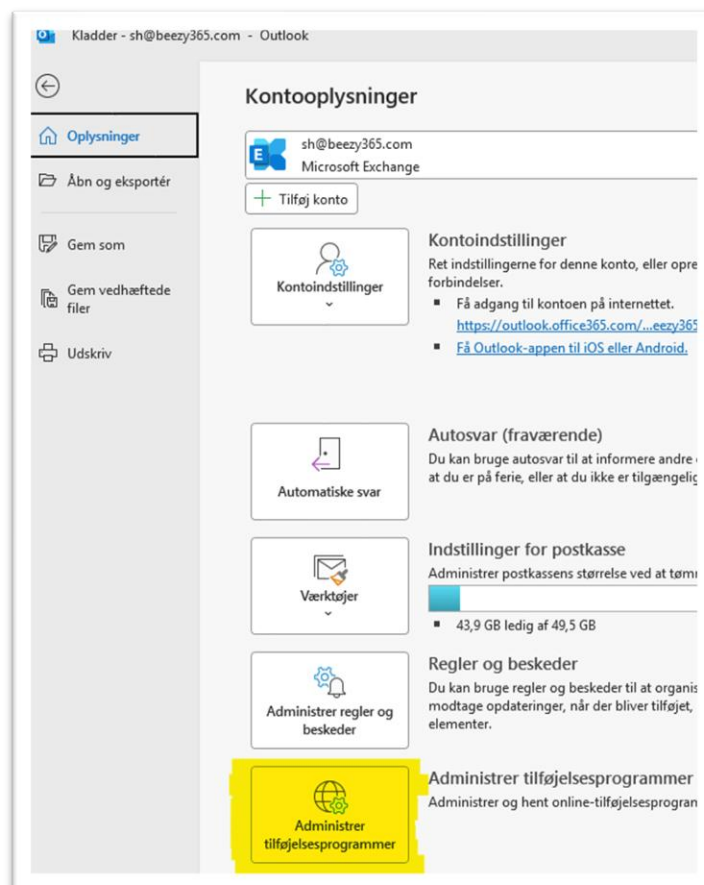 Kladder - sh@beezy365.com - Outlook
Kontooplysninger
Oplysninger
Åbn og eksportér
Gem som
Gem vedhæftede
filer
Udskriv
sh@beezy365.com
Microsoft Exchange
Tilføj konto
Kontoindstillinger
Kontoindstillinger
Ret indstillingerne for denne konto, eller opre
forbindelser.
Få adgang til kontoen på internettet.
https://outlook.office365.com/...eezy365
Få Outlook-appen til iOS eller Android.
Automatiske svar
Autosvar (fraværende)
Du kan bruge autosvar til at informere andre
at du er på ferie, eller at du ikke er tilgængelig
Værktøjer
Indstillinger for postkasse
Administrer postkassens størrelse ved at tømm
43,9 GB ledig af 49,5 GB
Administrer regler og
beskeder
Regler og beskeder
Du kan bruge regler og beskeder til at organis
modtage opdateringer, når der bliver tilføjet,
elementer.
Administrer
tilføjelsesprogrammer
Administrer tilføjelsesprogrammer
Administrer og hent online-tilføjelsesprogran